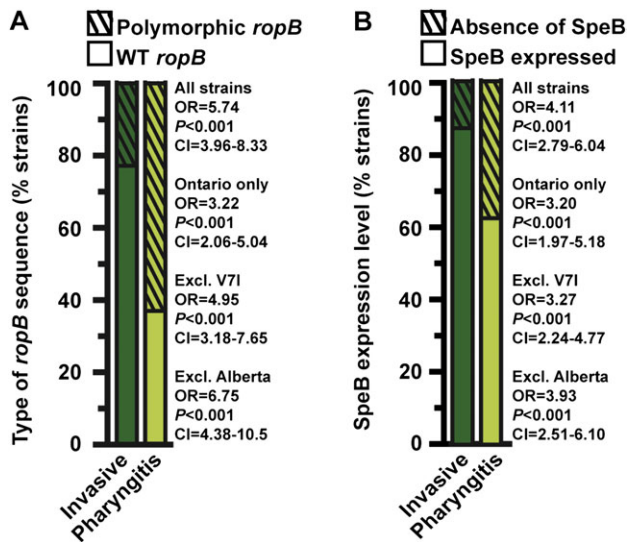 A
Polymorphic ropB
WT ropB
Type of ropB sequence (% strains)
100
80
60
40
20
0
Invasive
Pharyngitis
All strains
OR=5.74
P<0.001
CI=3.96-8.33
Ontario only
OR=3.22
P<0.001
CI=2.06-5.04
Excl. V7I
OR=4.95
P<0.001
CI=3.18-7.65
Excl. Alberta
OR=6.75
P<0.001
CI=4.38-10.5
B
Absence of SpeB
SpeB expressed
SpeB expression level (% strains)
100
80
60
40
20
0
Invasive
Pharyngitis
All strains
OR=4.11
P<0.001
CI=2.79-6.04
Ontario only
OR=3.20
P<0.001
CI=1.97-5.18
Excl. V7I
OR=3.27
P<0.001
CI=2.24-4.77
Excl. Alberta
OR=3.93
P<0.001
CI=2.51-6.10